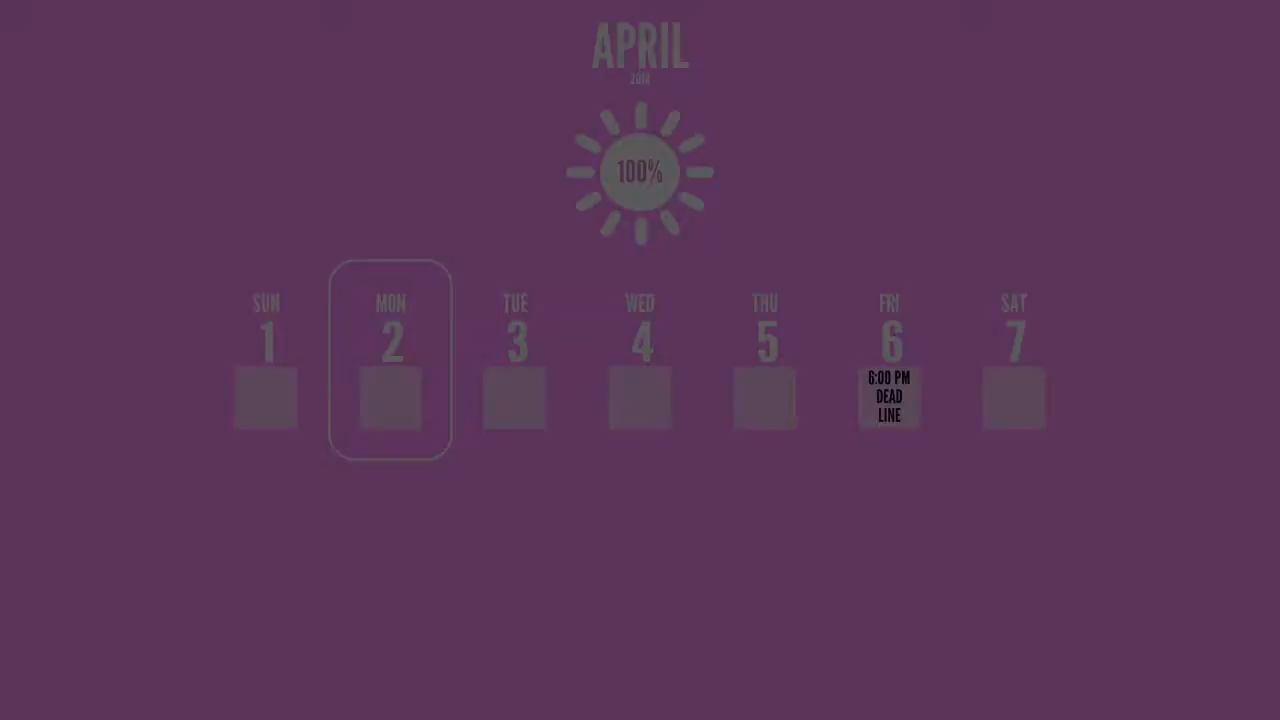 APRIL
100%
SUN MON TUE WED THU FRI SAT
1 2 3 4 5 6 7
6:00 PM
DEAD
LINE